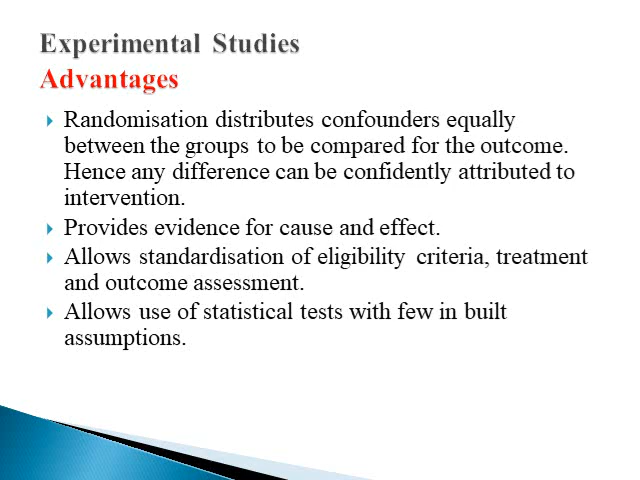 Experimental Studies
Advantages
Randomisation distributes confounders equally
between the groups to be compared for the outcome.
Hence any difference can be confidently attributed to
intervention.
Provides evidence for cause and effect.
Allows standardisation of eligibility criteria, treatment
and outcome assessment.
Allows use of statistical tests with few in built
assumptions.